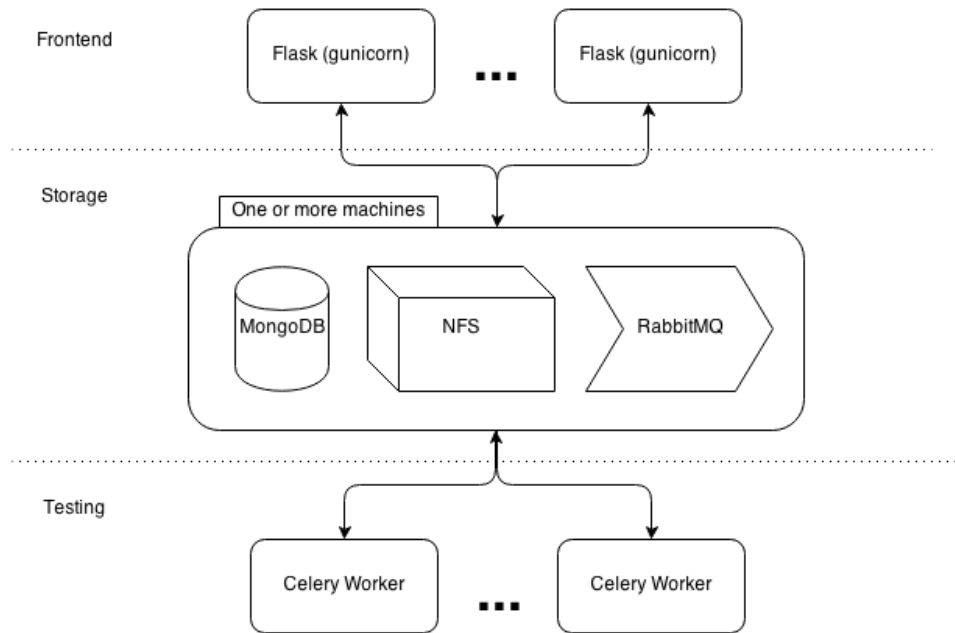 Frontend
Flask (gunicorn)
...
Flask (gunicorn)
Storage
One or more machines
MongoDB
NFS
RabbitMQ
Testing
Celery Worker
...
Celery Worker